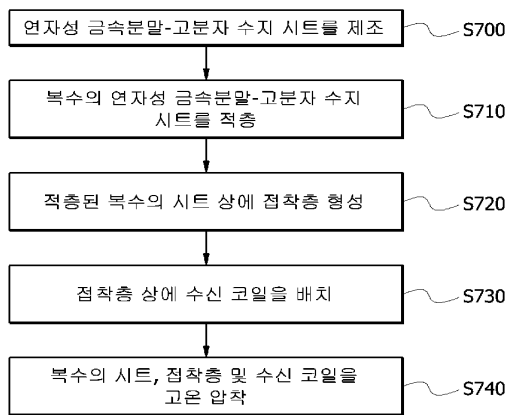 연자성 금속분말-고분자 수지 시트를 제조
S700
복수의 연자성 금속분말-고분자 수지
시트를 적층
S710
적층된 복수의 시트 상에 접착층 형성
S720
접착층 상에 수신 코일을 배치
S730
복수의 시트, 접착층 및 수신 코일을
고온 압착
S740